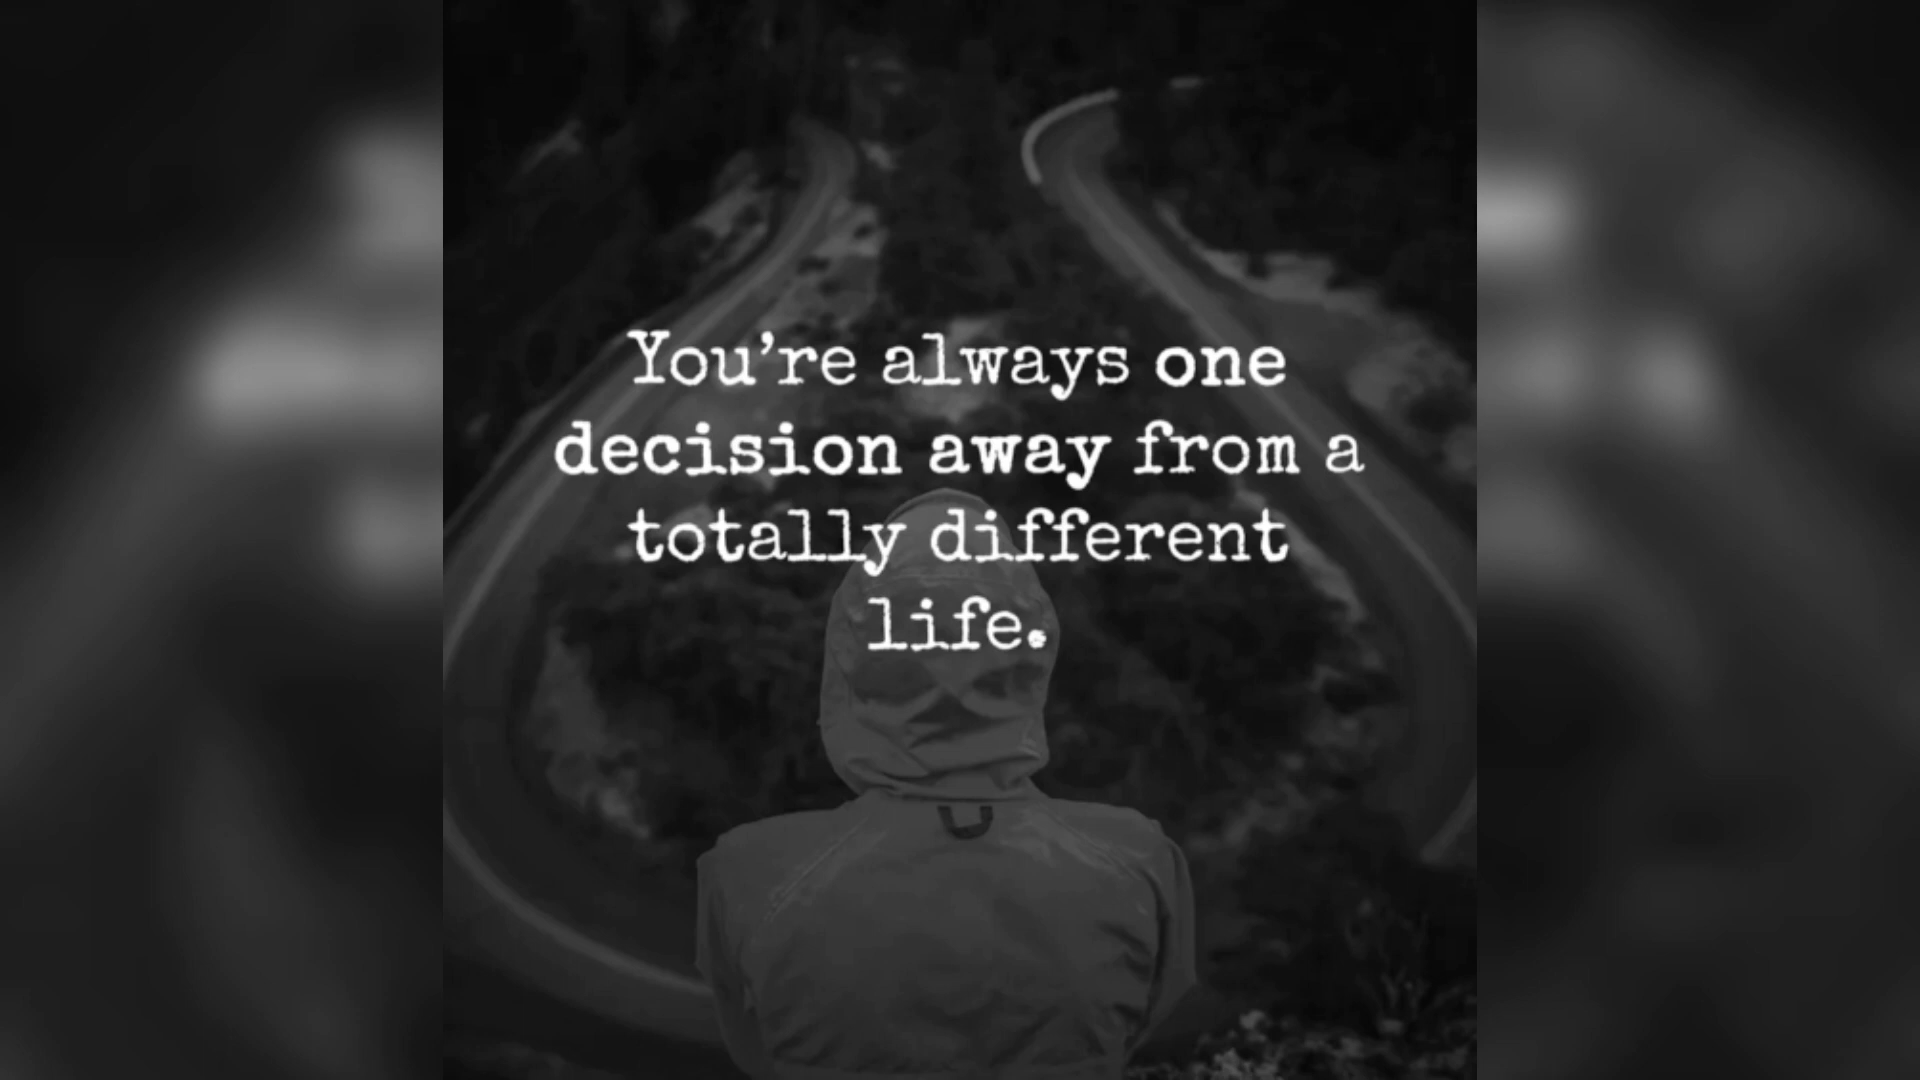 You’re always one
decision away from a
totally different
life.